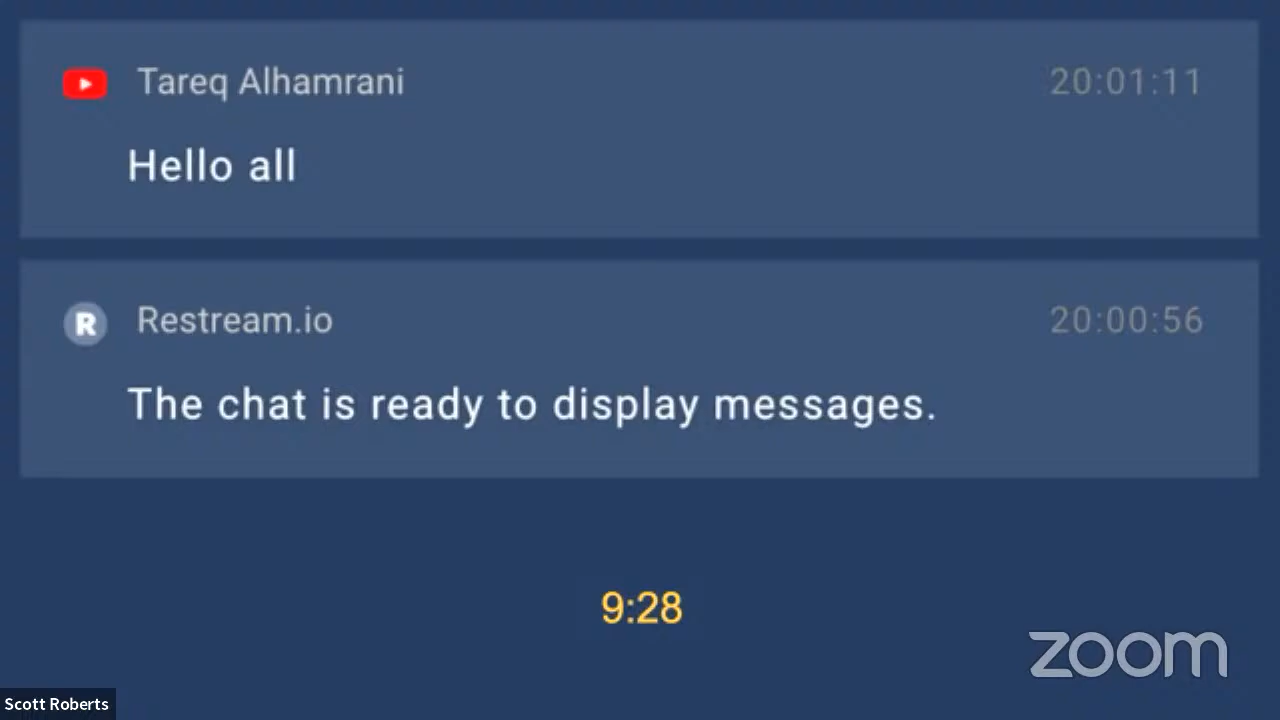 Tareq Alhamrani 20:01:11
Hello all
R Restream.io 20:00:56
The chat is ready to display messages.
9:28
zoom
Scott Roberts